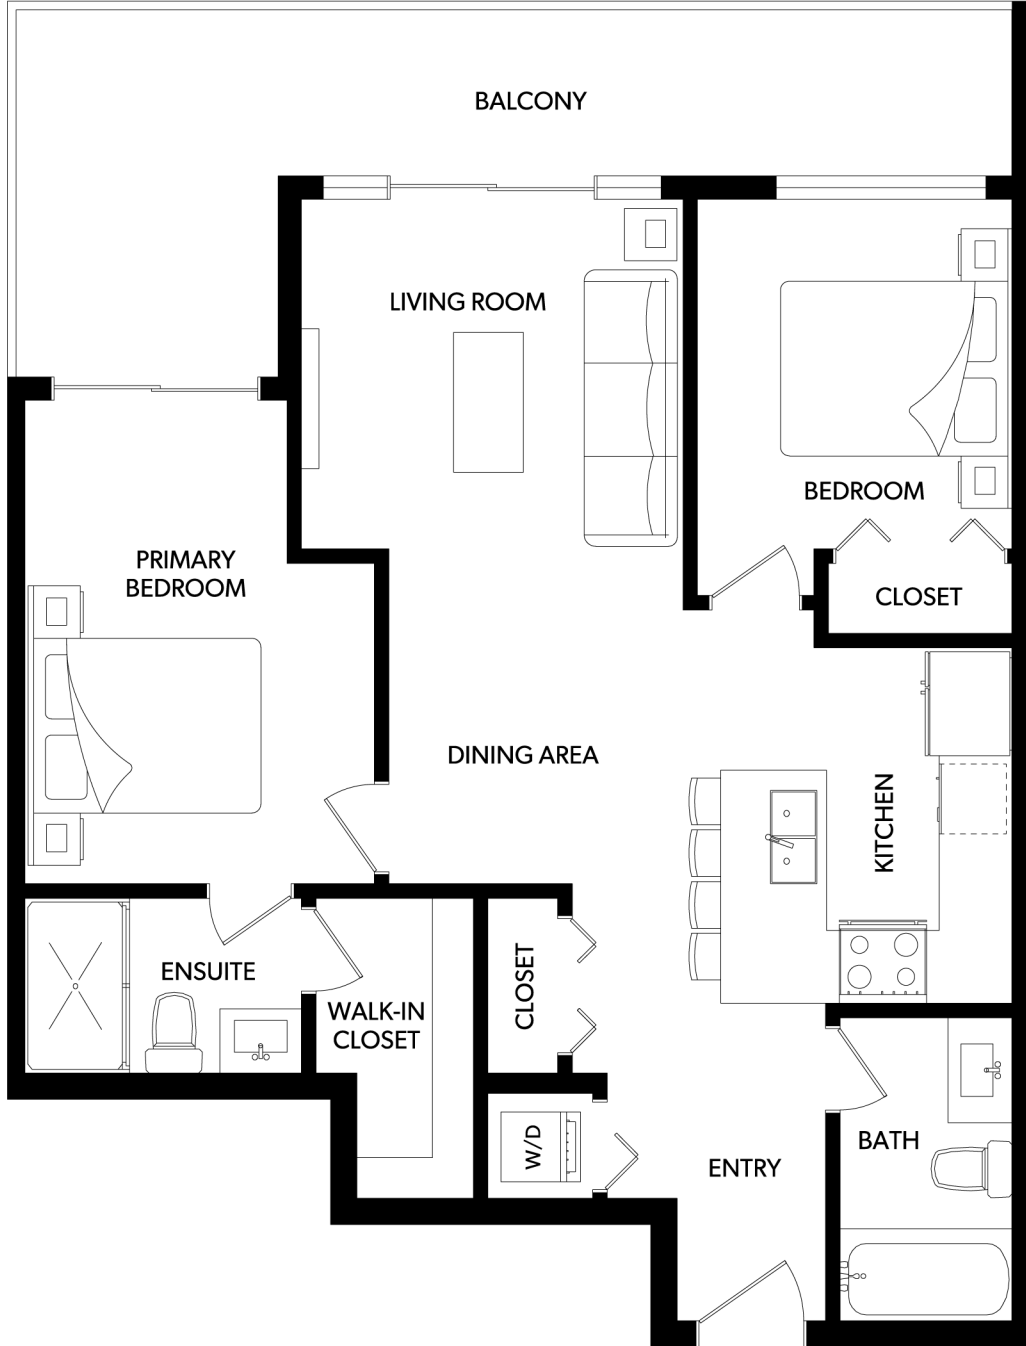 BALCONY
LIVING ROOM
BEDROOM
PRIMARY
BEDROOM
CLOSET
DINING AREA
KITCHEN
ENSUITE
WALK-IN
CLOSET
CLOSET
W/D
ENTRY
BATH